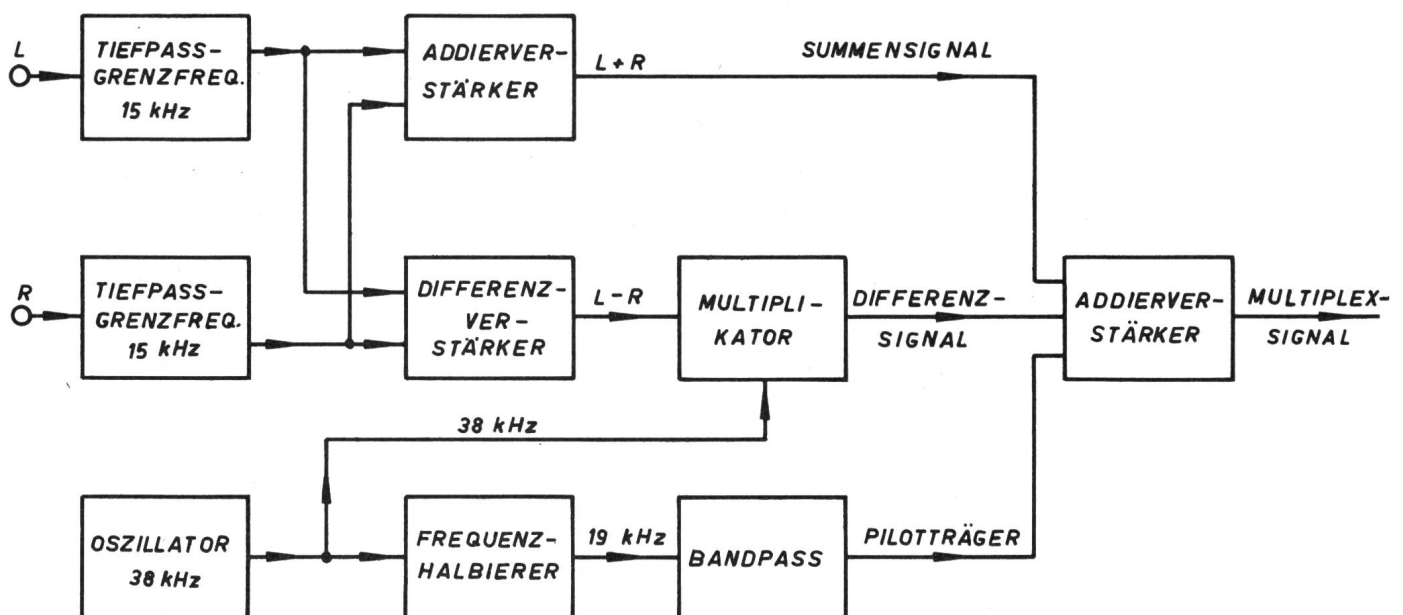 L
TIEFPASS-
GRENZFREQ.
15 kHz
ADDIERVER-
STÄRKER
L+R
SUMMENSIGNAL
R
TIEFPASS-
GRENZFREQ.
15 kHz
DIFFERENZ-
VER-
STÄRKER
L-R
MULTIPLI-
KATOR
DIFFERENZ-
SIGNAL
ADDIERVER-
STÄRKER
MULTIPLEX-
SIGNAL
38 kHz
OSZILLATOR
38 kHz
FREQUENZ-
HALBIERER
19 kHz
BANDPASS
PILOTTRÄGER